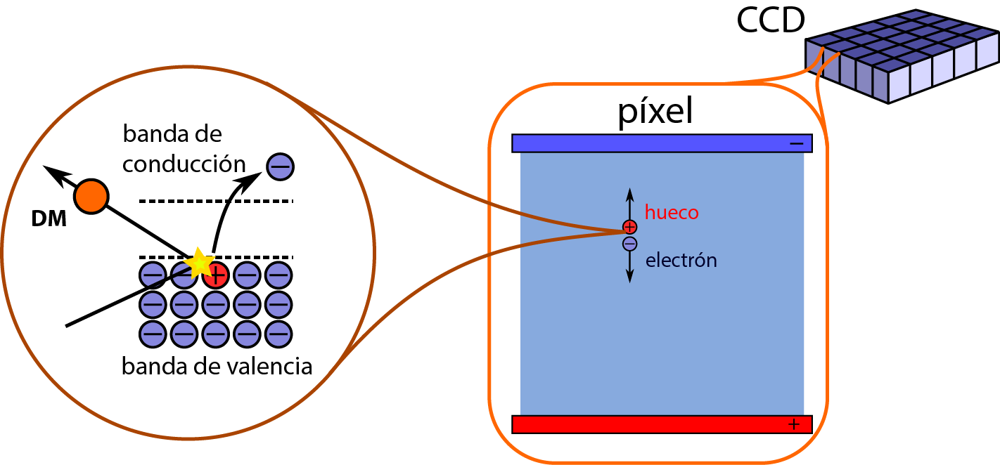 CCD
píxel
−
hueco
+
−
electrón
+
banda de
conducción
−
DM
− − + − −
− − − − −
− − − − −
banda de valencia